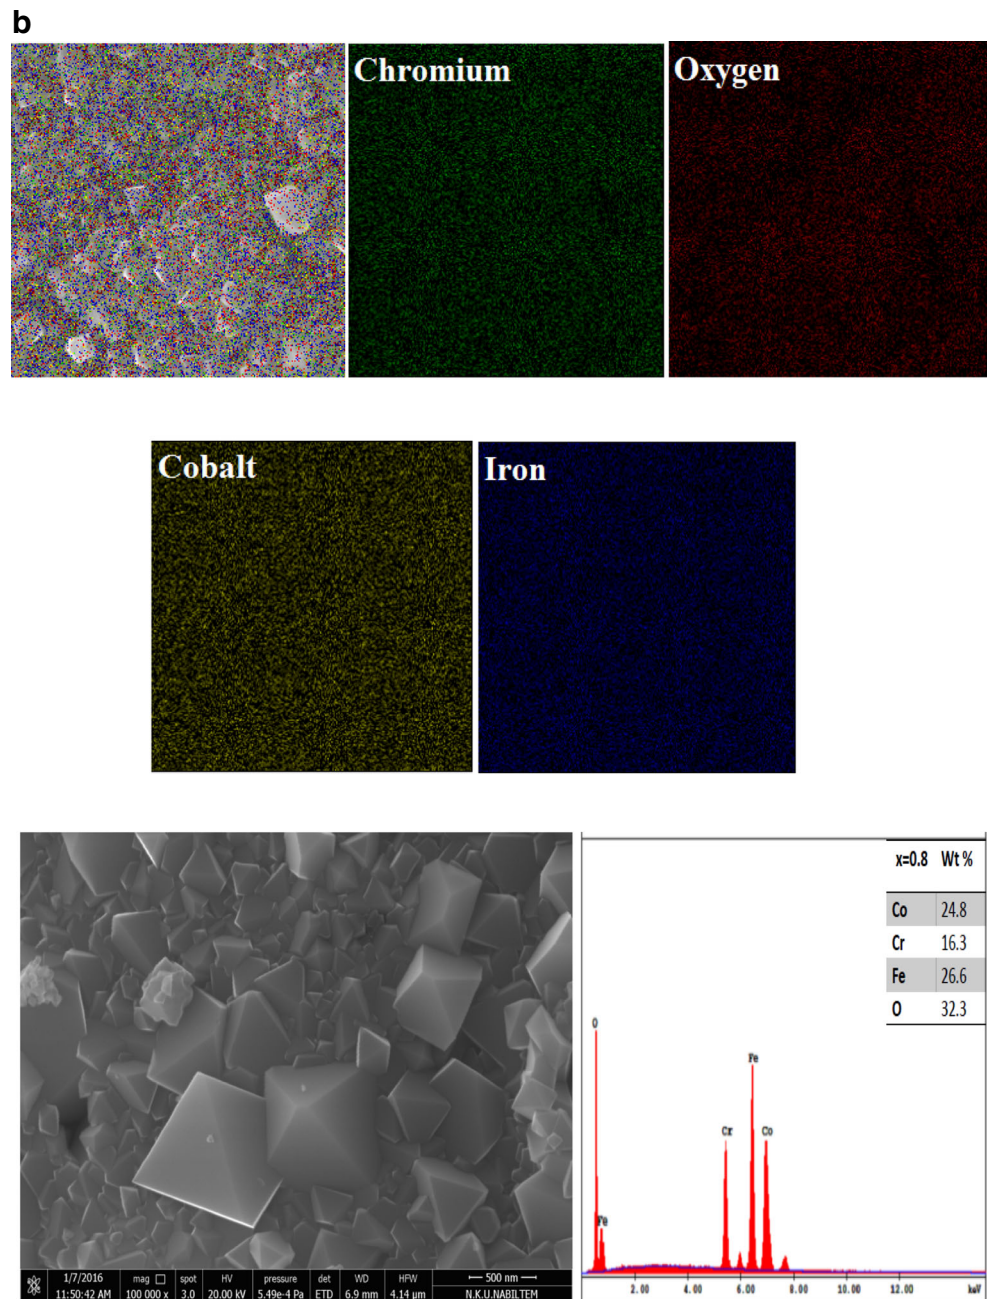 b
Chromium
Oxygen
Cobalt
Iron
x=0.8 Wt %
Co 24.8
Cr 16.3
Fe 26.6
O 32.3
O
Fe
Cr
Fe
Co
2.00 4.00 6.00 8.00 10.00 12.00 keV
1/7/2016 mag spot HV pressure det WD HFW 500 nm
11:50:42 AM 100 000 x 3.0 20.00 kV 5.49e-4 Pa ETD 6.9 mm 4.14 µm N.K.U.NABILTEM